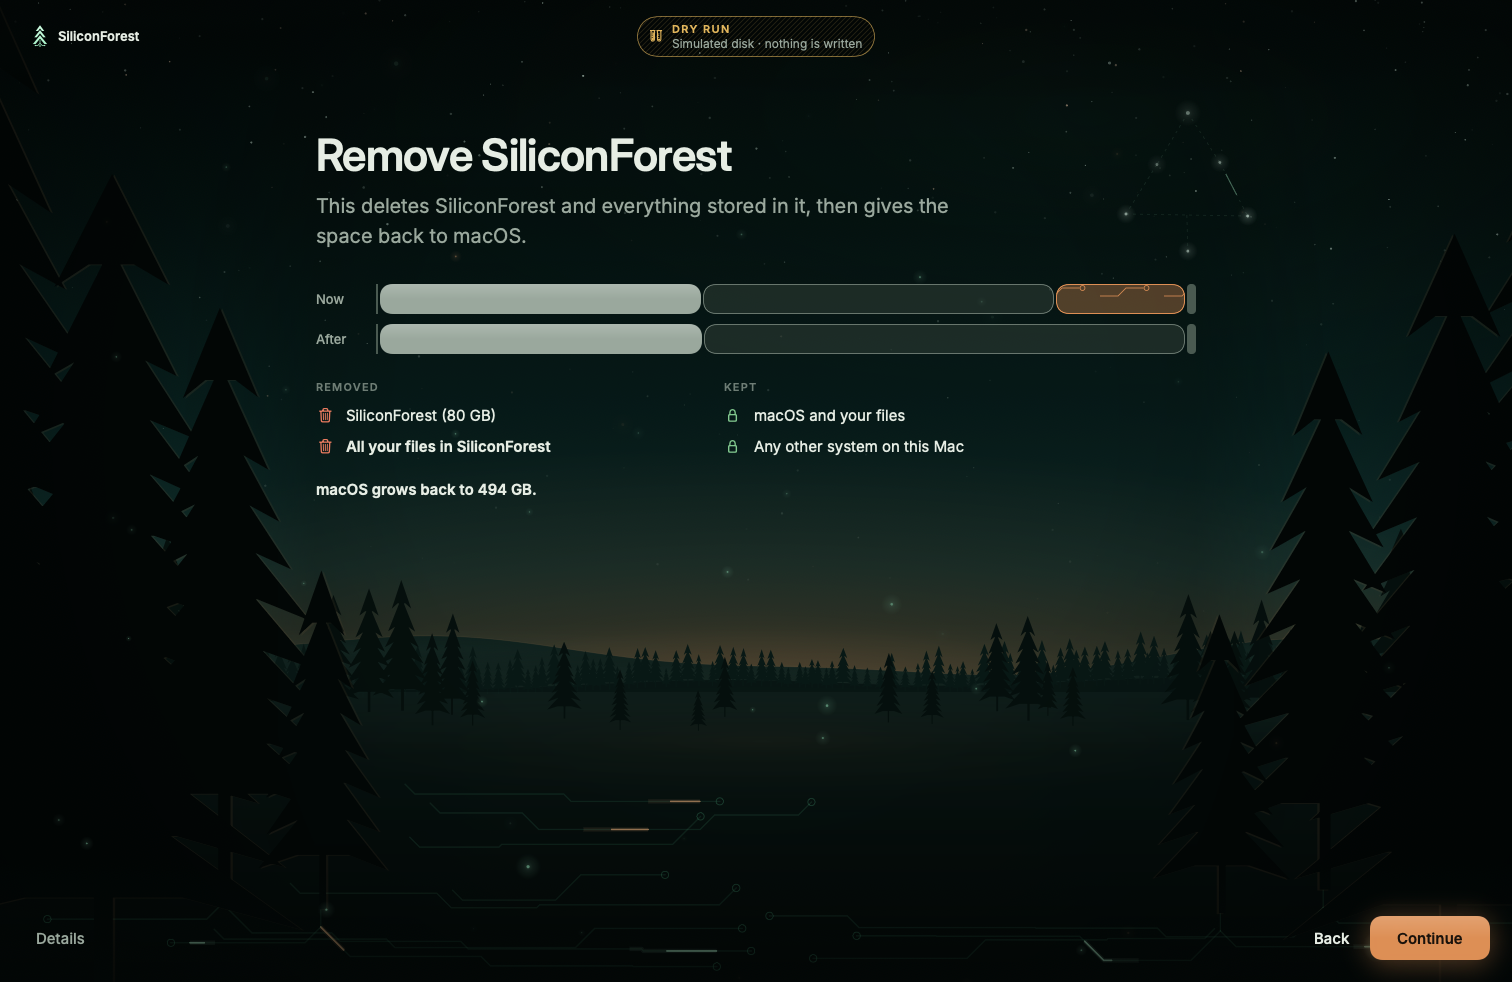 SiliconForest
DRY RUN
Simulated disk · nothing is written
Remove SiliconForest
This deletes SiliconForest and everything stored in it, then gives the
space back to macOS.
Now
After
REMOVED
SiliconForest (80 GB)
All your files in SiliconForest
KEPT
macOS and your files
Any other system on this Mac
macOS grows back to 494 GB.
Details
Back
Continue